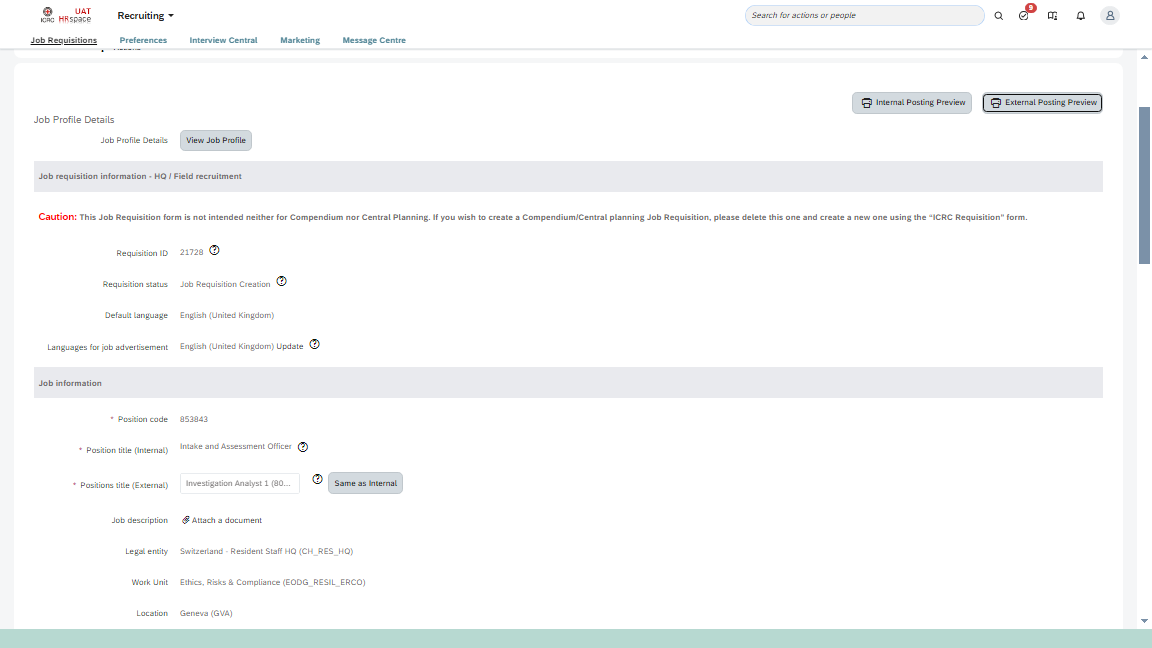 ICRC UAT HRspace
Recruiting
Search for actions or people
9
Job Requisitions
Preferences
Interview Central
Marketing
Message Centre
Internal Posting Preview
External Posting Preview
Job Profile Details
Job Profile Details
View Job Profile
Job requisition information - HQ / Field recruitment
Caution: This Job Requisition form is not intended neither for Compendium nor Central Planning. If you wish to create a Compendium/Central planning Job Requisition, please delete this one and create a new one using the “ICRC Requisition” form.
Requisition ID 21728
Requisition status Job Requisition Creation
Default language English (United Kingdom)
Languages for job advertisement English (United Kingdom) Update
Job information
* Position code 853843
* Position title (Internal) Intake and Assessment Officer
* Positions title (External) Investigation Analyst 1 (80... Same as Internal
Job description Attach a document
Legal entity Switzerland - Resident Staff HQ (CH_RES_HQ)
Work Unit Ethics, Risks & Compliance (EODG_RESIL_ERCO)
Location Geneva (GVA)